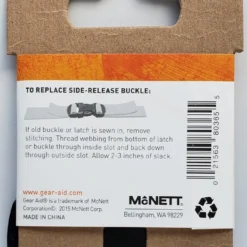 TO REPLACE SIDE-RELEASE BUCKLE:
If old buckle or latch is sewn in, remove
stitching. Thread webbing from bottom of latch
or buckle through inside slot and back down
through outside slot. Allow 2-3 inches of slack.
www.gear-aid.com
Gear Aid® is a trademark of McNett
Corporation© 2015 McNett Corp.
MADE IN CHINA
McNETT
Bellingham, WA 98229
0 21563 80365 5